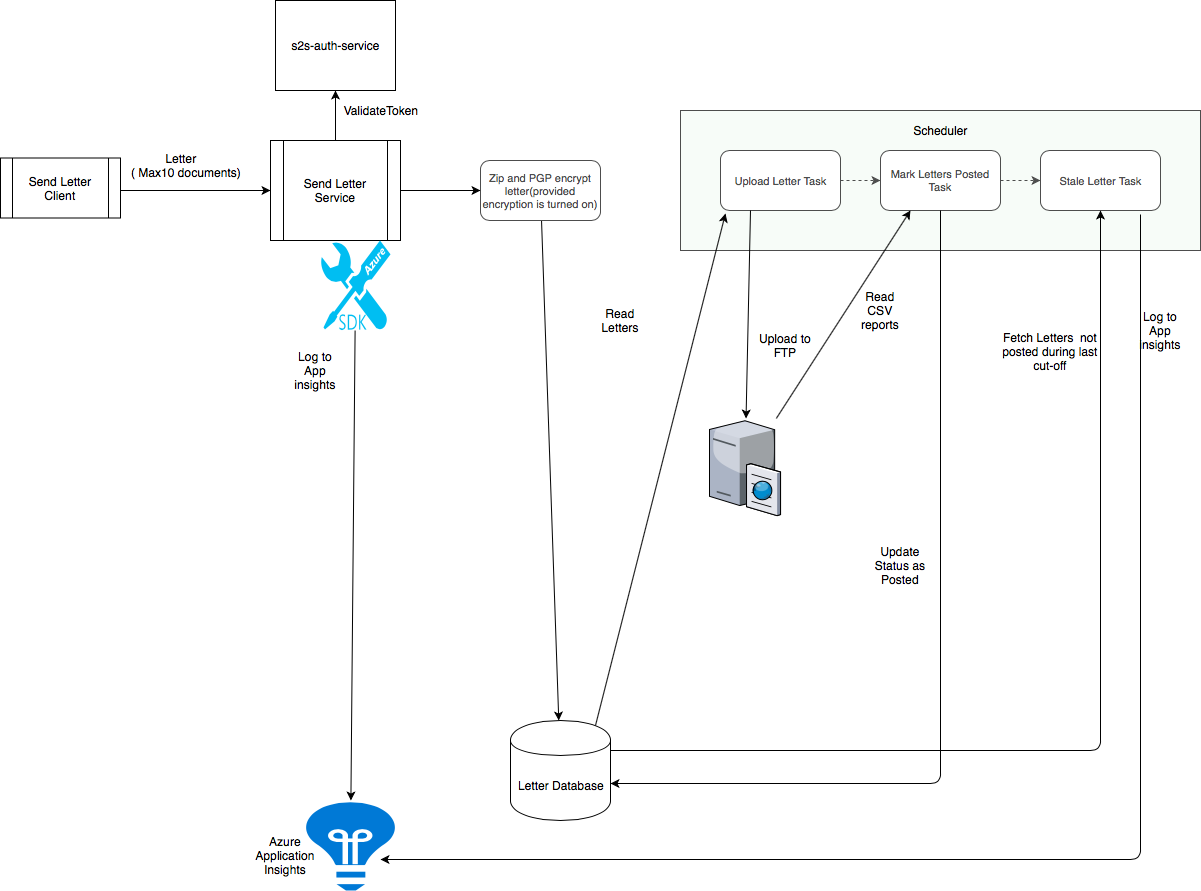 s2s-auth-service
ValidateToken
Letter
( Max10 documents)
Send Letter
Client
Send Letter
Service
Zip and PGP encrypt
letter(provided
encryption is turned on)
Scheduler
Upload Letter Task
Mark Letters Posted
Task
Stale Letter Task
Azure
SDK
Log to
App
insights
Read
Letters
Upload to
FTP
Read
CSV
reports
Fetch Letters  not
posted during last
cut-off
Log to
App
insights
Update
Status as
Posted
Letter Database
Azure
Application
Insights